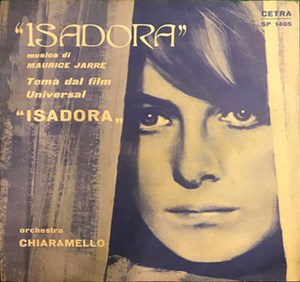 "ISADORA"
CETRA
SP 1405
musica di
MAURICE JARRE
Tema dal film
Universal
"ISADORA„
orchestra
CHIARAMELLO